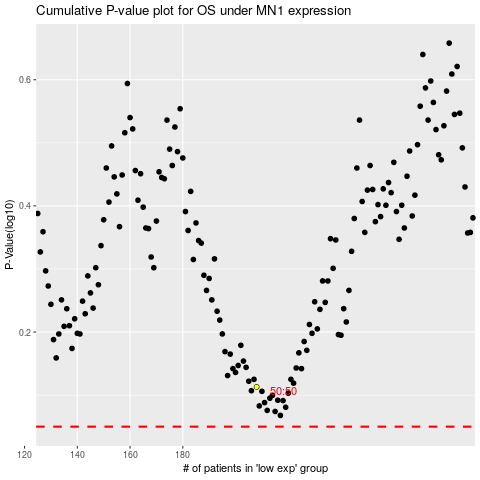 Cumulative P-value plot for OS under MN1 expression
P-Value(log10)
0.6
0.4
0.2
50:50
120 140 160 180
# of patients in 'low exp' group